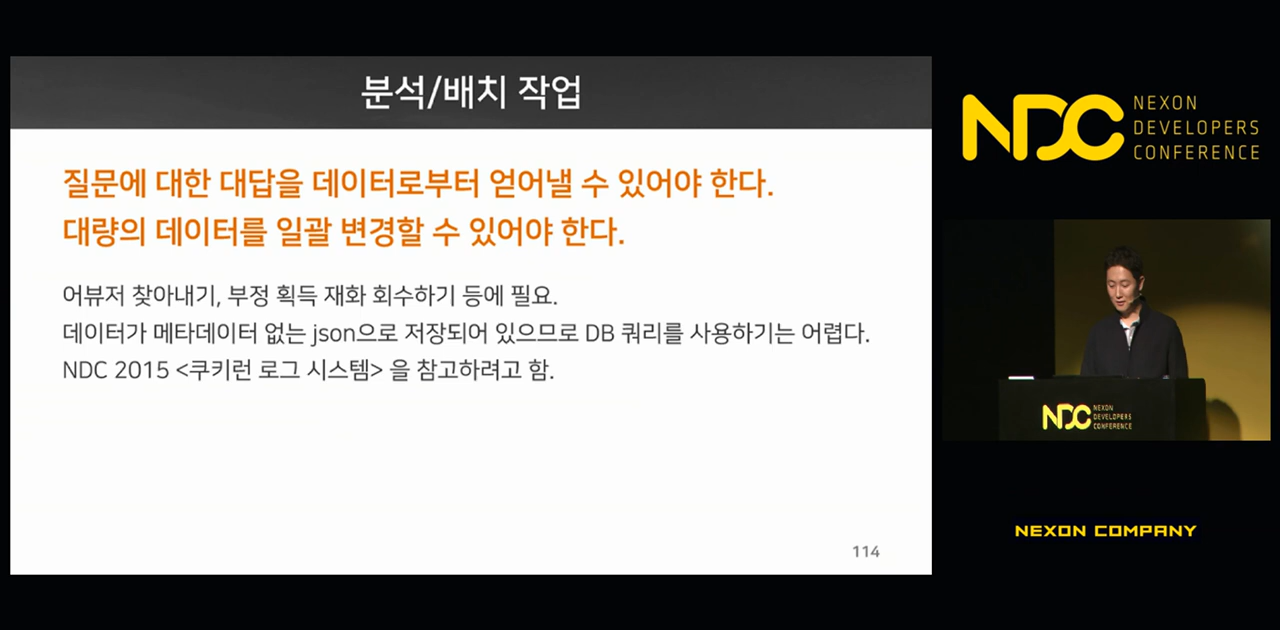 분석/배치 작업
질문에 대한 대답을 데이터로부터 얻어낼 수 있어야 한다.
대량의 데이터를 일괄 변경할 수 있어야 한다.
어뷰저 찾아내기, 부정 획득 재화 회수하기 등에 필요.
데이터가 메타데이터 없는 json으로 저장되어 있으므로 DB 쿼리를 사용하기는 어렵다.
NDC 2015 <쿠키런 로그 시스템> 을 참고하려고 함.
114
NDC
NEXON
DEVELOPERS
CONFERENCE
NDC
NEXON
DEVELOPERS
CONFERENCE
NEXON COMPANY